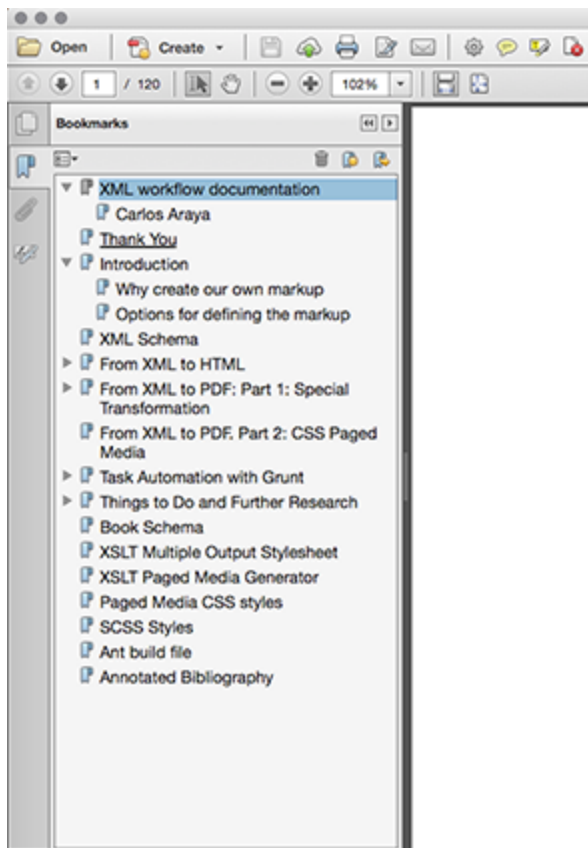 Open Create
1 / 120 102%
Bookmarks
XML workflow documentation
Carlos Araya
Thank You
Introduction
Why create our own markup
Options for defining the markup
XML Schema
From XML to HTML
From XML to PDF: Part 1: Special
Transformation
From XML to PDF. Part 2: CSS Paged
Media
Task Automation with Grunt
Things to Do and Further Research
Book Schema
XSLT Multiple Output Stylesheet
XSLT Paged Media Generator
Paged Media CSS styles
SCSS Styles
Ant build file
Annotated Bibliography